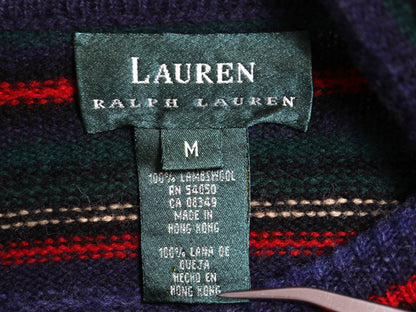 LAUREN
RALPH LAUREN
M
100% LAMBSWOOL
RN 54050
CA 08349
MADE IN
HONG KONG
100% LANA DE
OVEJA
HECHO EN
HONG KONG